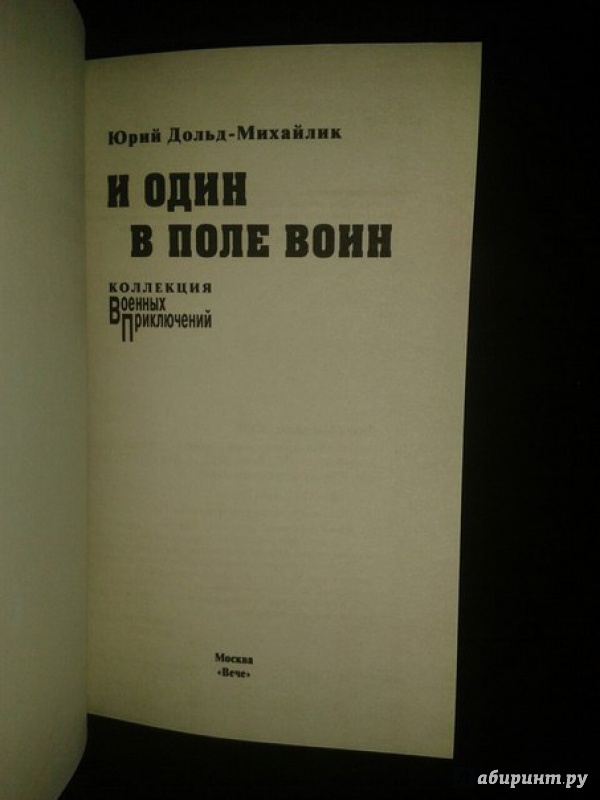 Юрий Дольд-Михайлик
И ОДИН
В ПОЛЕ ВОИН
КОЛЛЕКЦИЯ
Военных
Приключений
Москва
«Вече»
абиринт.ру